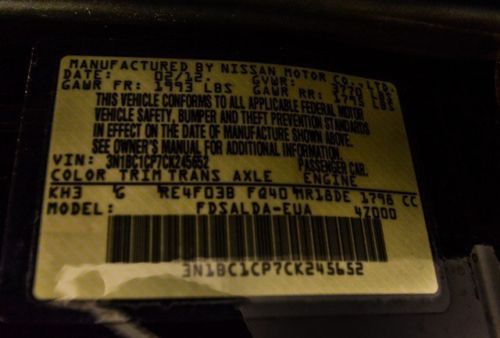 MANUFACTURED BY NISSAN MOTOR CO., LTD.
DATE: 02/12 GVWR: 3770 LBS
GAWR FR: 1993 LBS GAWR RR: 1795 LBS
THIS VEHICLE CONFORMS TO ALL APPLICABLE FEDERAL MOTOR
VEHICLE SAFETY, BUMPER AND THEFT PREVENTION STANDARDS
IN EFFECT ON THE DATE OF MANUFACTURE SHOWN ABOVE.
SEE OWNER'S MANUAL FOR ADDITIONAL INFORMATION.
VIN: 3N1BC1CP7CK245652 PASSENGER CAR.
COLOR TRIM TRANS AXLE ENGINE
KH3 G RE4F03B FQ40 MR18DE 1798 CC
MODEL: FDSALDA-EUA 4Z000
3N1BC1CP7CK245652